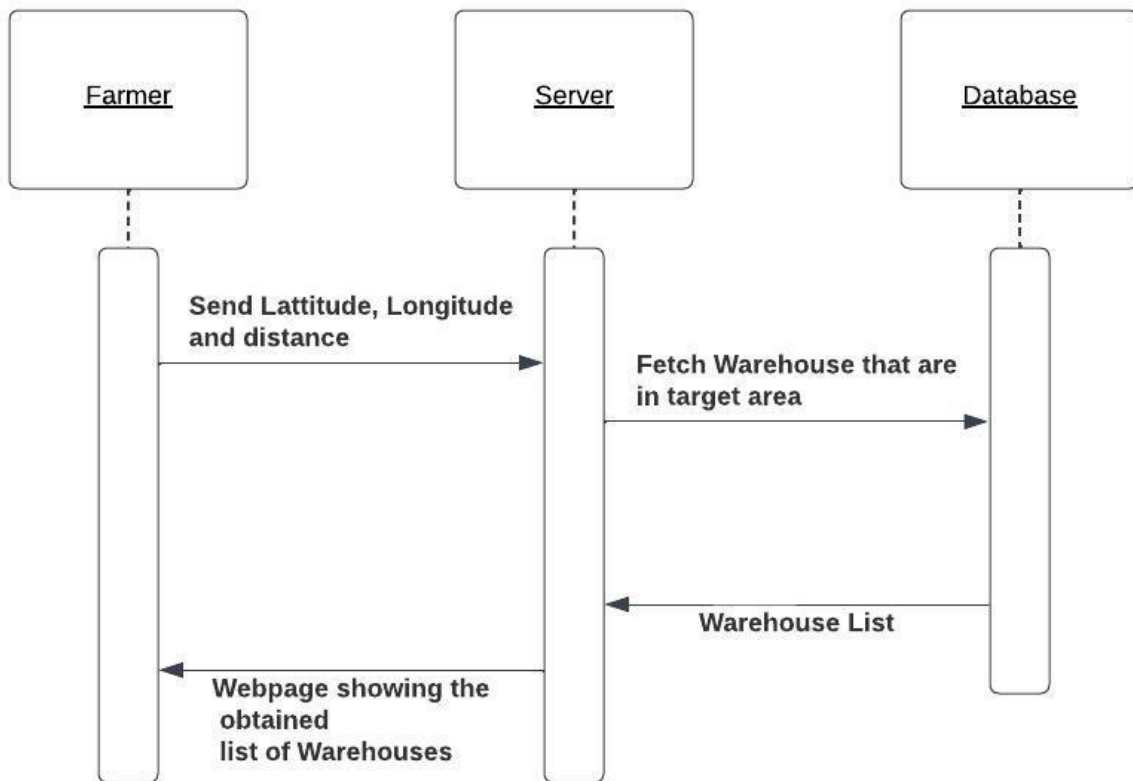 Farmer
Server
Database
Send Lattitude, Longitude
and distance
Fetch Warehouse that are
in target area
Warehouse List
Webpage showing the
obtained
list of Warehouses